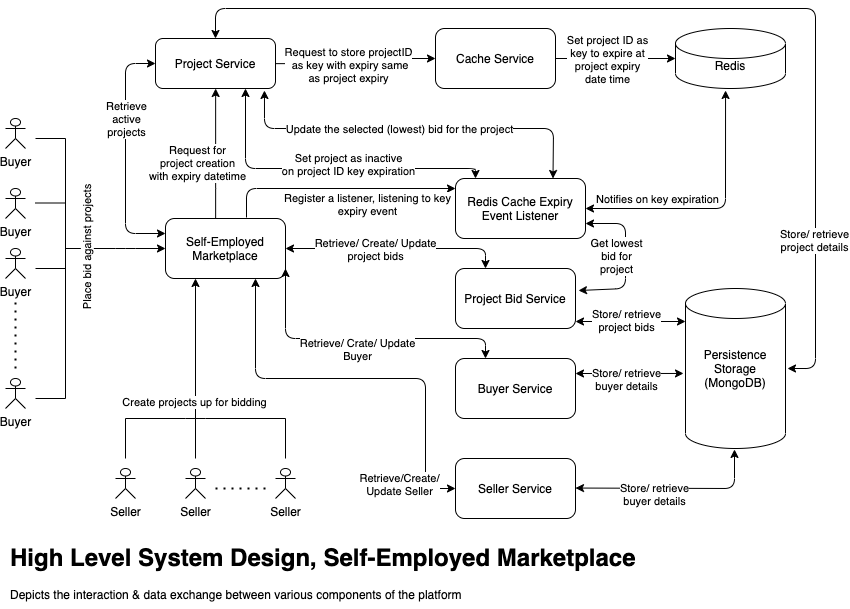 Project Service
Request to store projectID
as key with expiry same
as project expiry
Cache Service
Set project ID as
key to expire at
project expiry
date time
Redis
Retrieve
active
projects
Buyer
Update the selected (lowest) bid for the project
Request for
project creation
with expiry datetime
Set project as inactive
on project ID key expiration
Register a listener, listening to key
expiry event
Redis Cache Expiry
Event Listener
Notifies on key expiration
Buyer
Place bid against projects
Self-Employed
Marketplace
Retrieve/ Create/ Update
project bids
Get lowest
bid for
project
Store/ retrieve
project details
Buyer
Project Bid Service
Store/ retrieve
project bids
Persistence
Storage
(MongoDB)
Retrieve/ Crate/ Update
Buyer
Buyer Service
Store/ retrieve
buyer details
Buyer
Create projects up for bidding
Seller
Seller
Seller
Retrieve/Create/
Update Seller
Seller Service
Store/ retrieve
buyer details
High Level System Design, Self-Employed Marketplace
Depicts the interaction & data exchange between various components of the platform